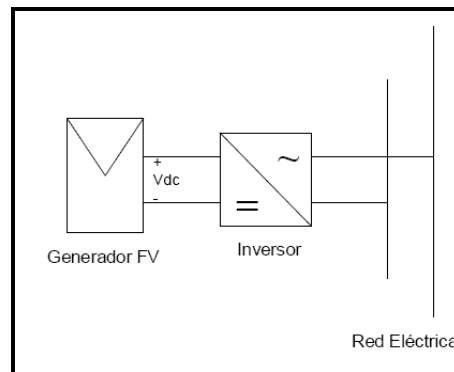 +
Vdc
-
~
=
Generador FV
Inversor
Red Eléctrica